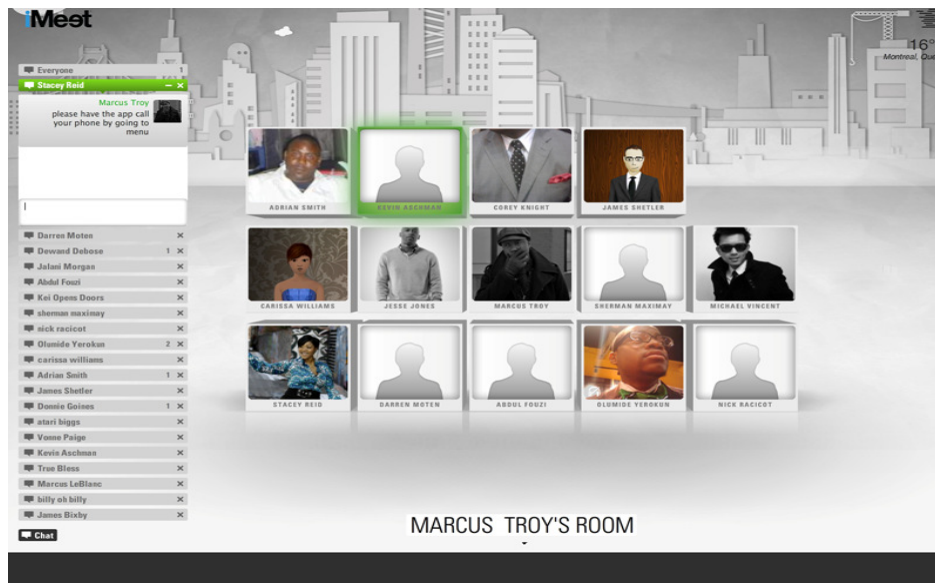 iMeet
16°
Montreal, Que
Everyone 1
Stacey Reid
Marcus Troy
please have the app call
your phone by going to
menu
Darren Moten
Dewand Debose 1
Jalani Morgan
Abdul Fouzi
Kei Opens Doors
sherman maximay
nick racicot
Olumide Yerokun 2
carissa williams
Adrian Smith 1
James Shetler
Donnie Goines 1
atari biggs
Vonne Paige
Kevin Aschman
True Bless
Marcus LeBlanc
billy oh billy
James Bixby
Chat
ADRIAN SMITH
KEVIN ASCHMAN
COREY KNIGHT
JAMES SHETLER
CARISSA WILLIAMS
JESSE JONES
MARCUS TROY
SHERMAN MAXIMAY
MICHAEL VINCENT
STACEY REID
DARREN MOTEN
ABDUL FOUZI
OLUMIDE YEROKUN
NICK RACICOT
MARCUS TROY'S ROOM